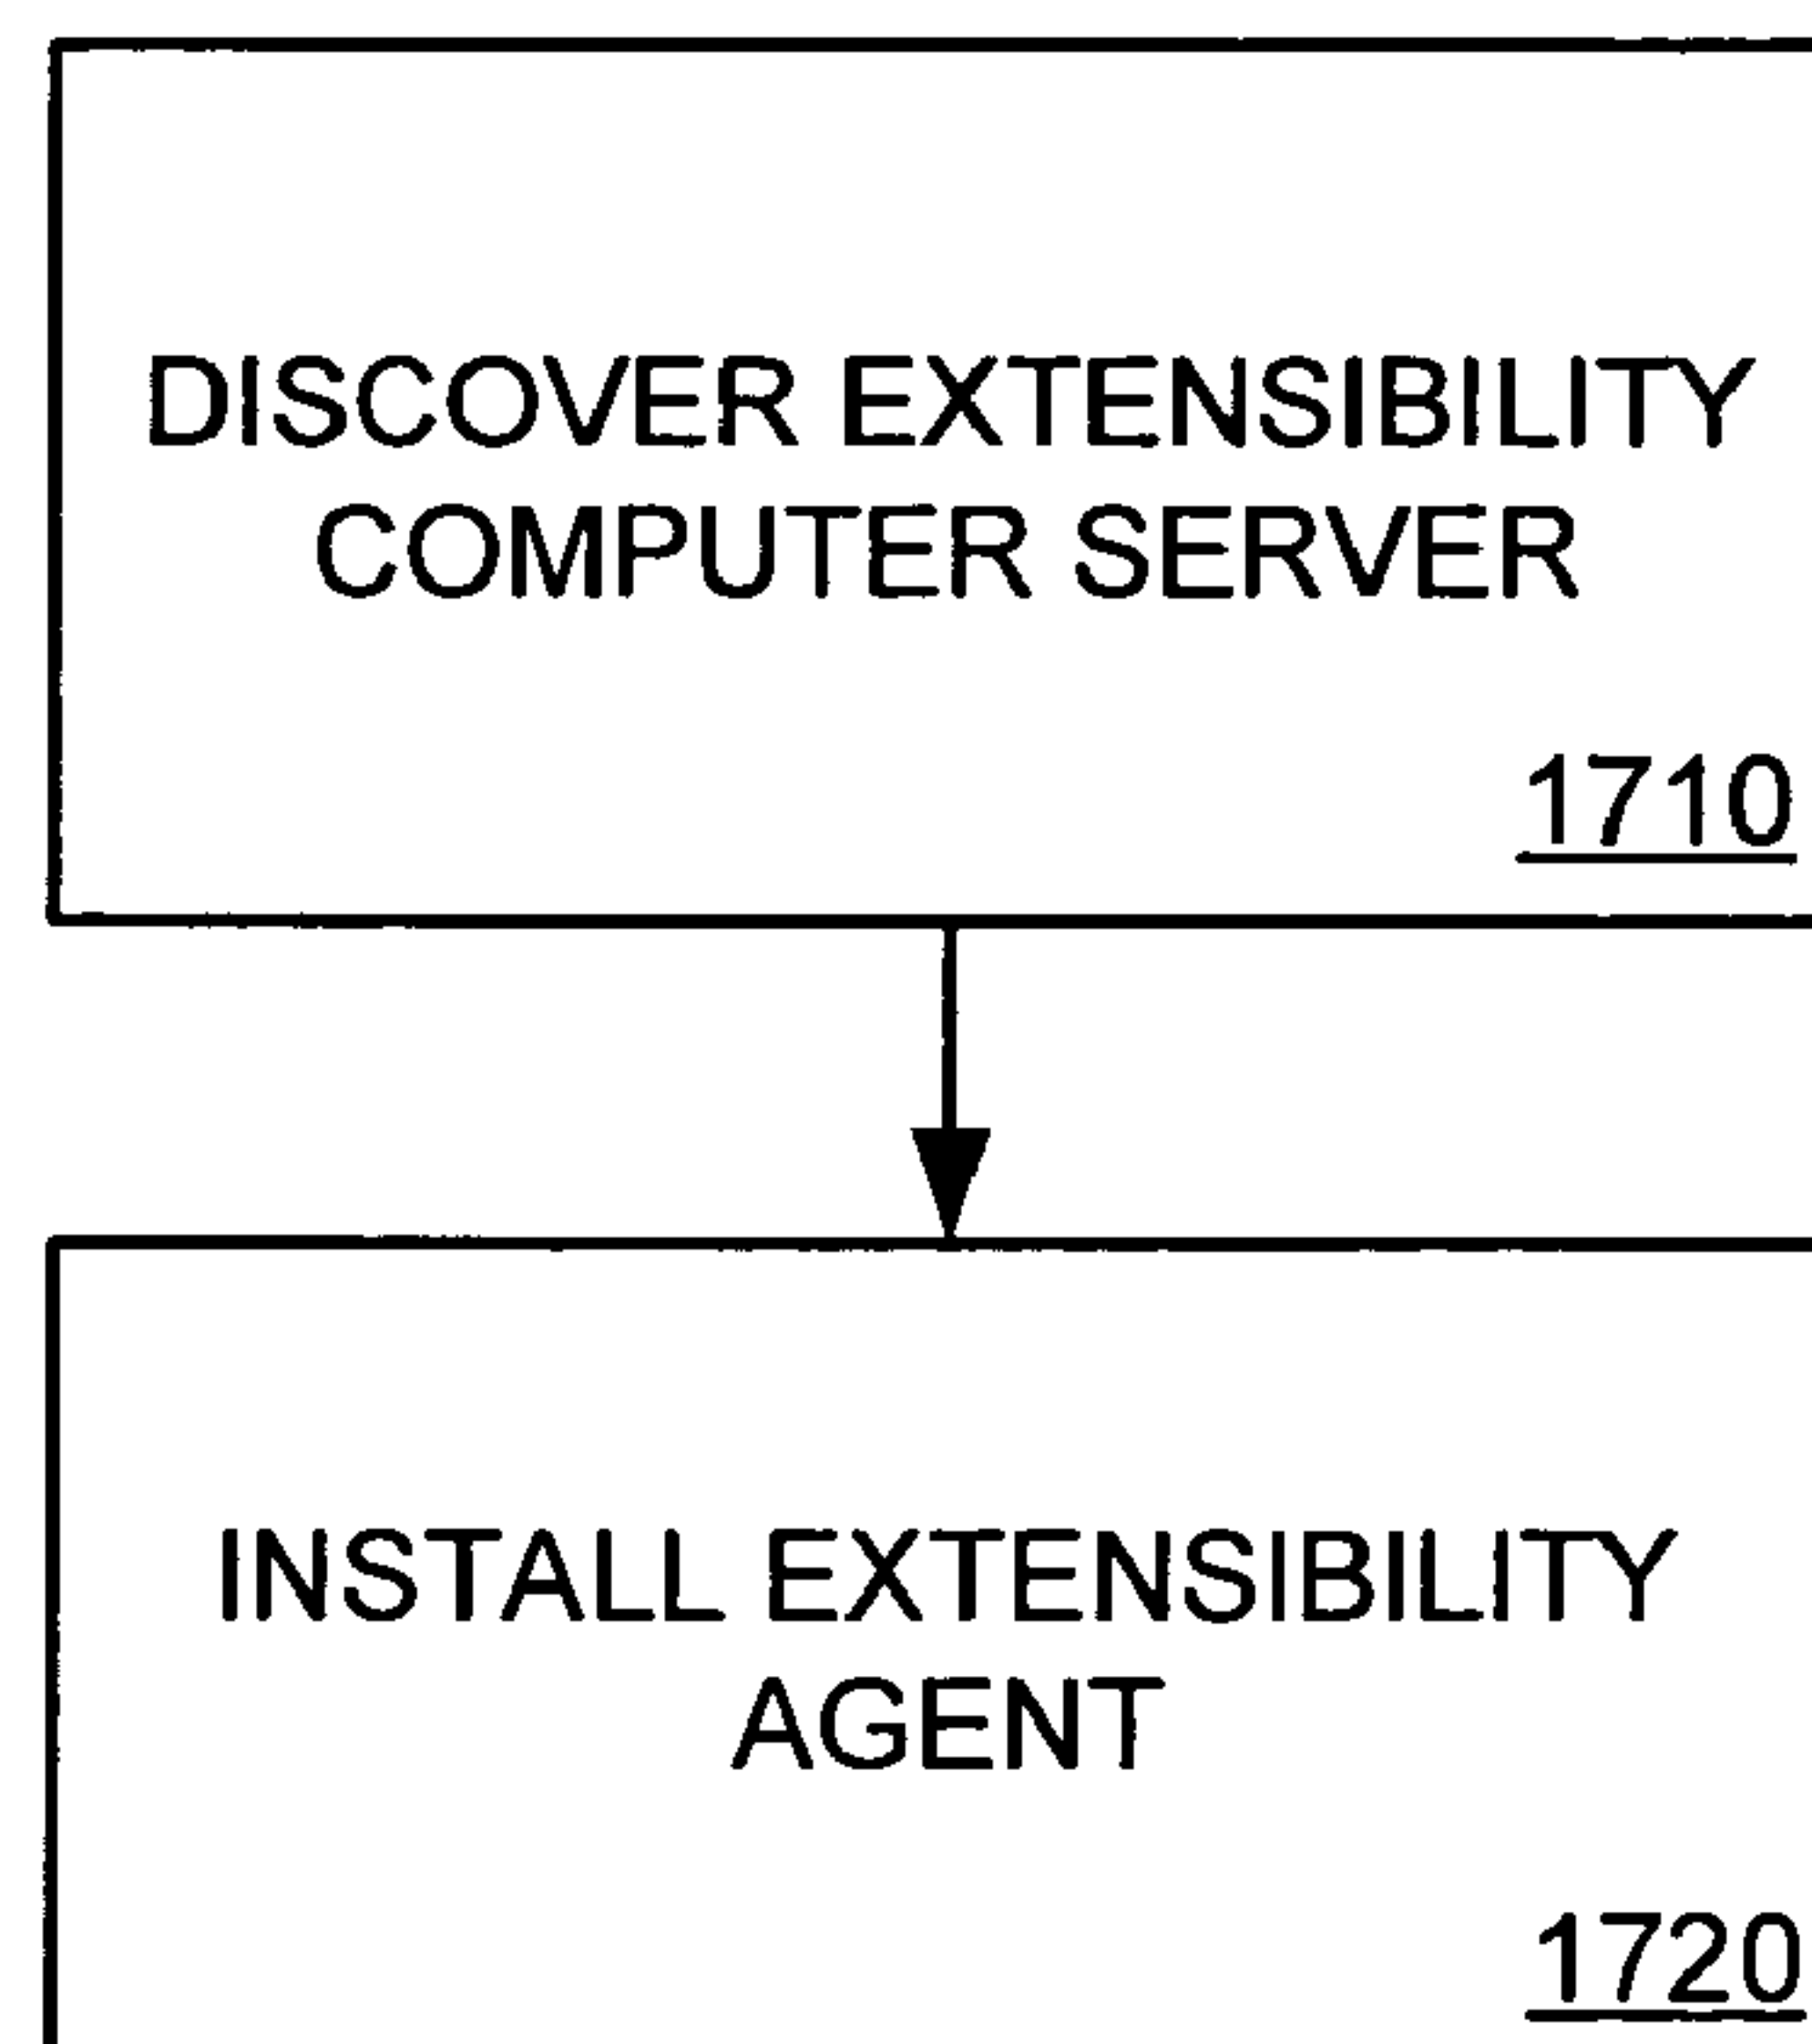 DISCOVER EXTENSIBILITY
COMPUTER SERVER
1710
INSTALL EXTENSIBILITY
AGENT
1720